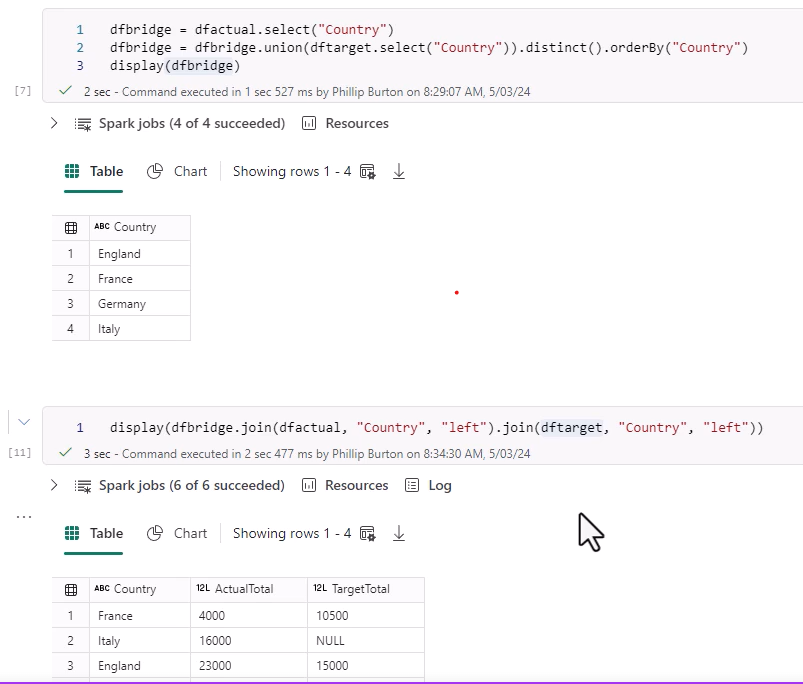 1 dfbridge = dfactual.select("Country")
2 dfbridge = dfbridge.union(dftarget.select("Country")).distinct().orderBy("Country")
3 display(dfbridge)
[7] 2 sec - Command executed in 1 sec 527 ms by Phillip Burton on 8:29:07 AM, 5/03/24
Spark jobs (4 of 4 succeeded) Resources
Table Chart Showing rows 1 - 4
ABC Country
1 England
2 France
3 Germany
4 Italy
1 display(dfbridge.join(dfactual, "Country", "left").join(dftarget, "Country", "left"))
[11] 3 sec - Command executed in 2 sec 477 ms by Phillip Burton on 8:34:30 AM, 5/03/24
Spark jobs (6 of 6 succeeded) Resources Log
...
Table Chart Showing rows 1 - 4
ABC Country 12L ActualTotal 12L TargetTotal
1 France 4000 10500
2 Italy 16000 NULL
3 England 23000 15000